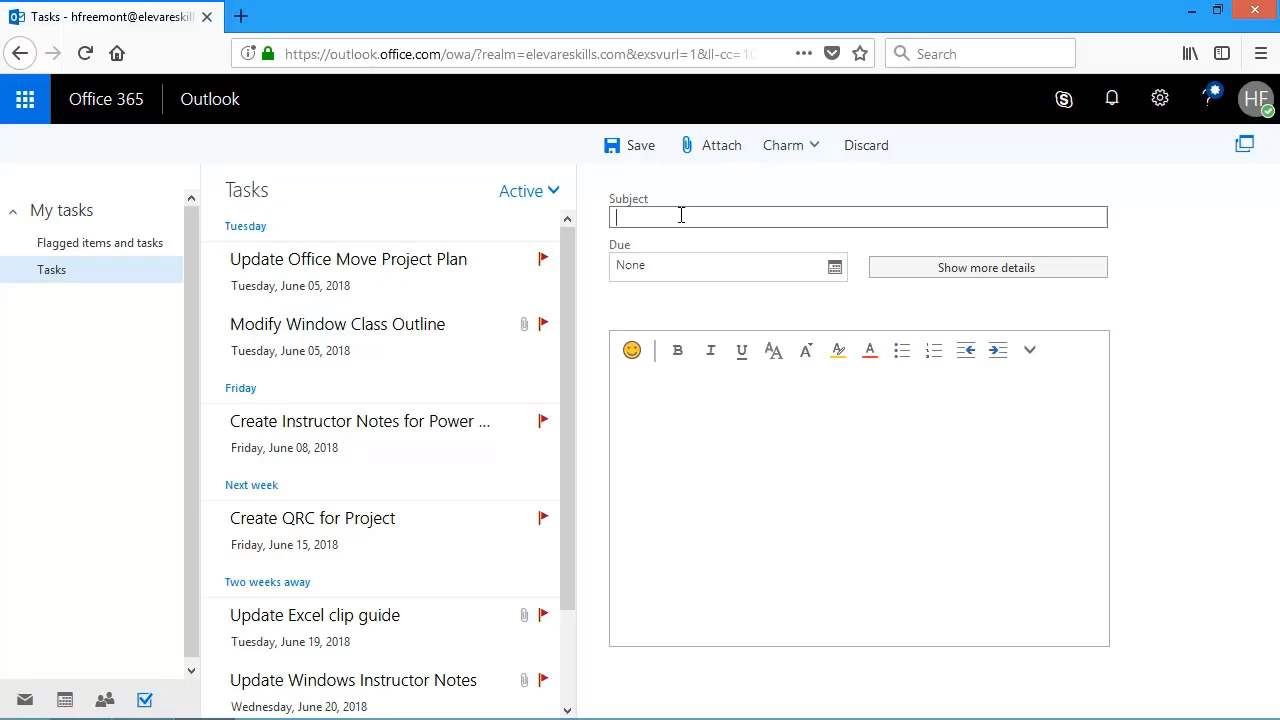 Tasks - hfreemont@elevareskill
https://outlook.office.com/owa/?realm=elevareskills.com&exsvurl=1&ll-cc=10
Search
Office 365
Outlook
HF
Save
Attach
Charm
Discard
My tasks
Flagged items and tasks
Tasks
Tasks
Active
Tuesday
Update Office Move Project Plan
Tuesday, June 05, 2018
Modify Window Class Outline
Tuesday, June 05, 2018
Friday
Create Instructor Notes for Power ...
Friday, June 08, 2018
Next week
Create QRC for Project
Friday, June 15, 2018
Two weeks away
Update Excel clip guide
Tuesday, June 19, 2018
Update Windows Instructor Notes
Wednesday, June 20, 2018
Subject
Due
None
Show more details
B I U AA A A